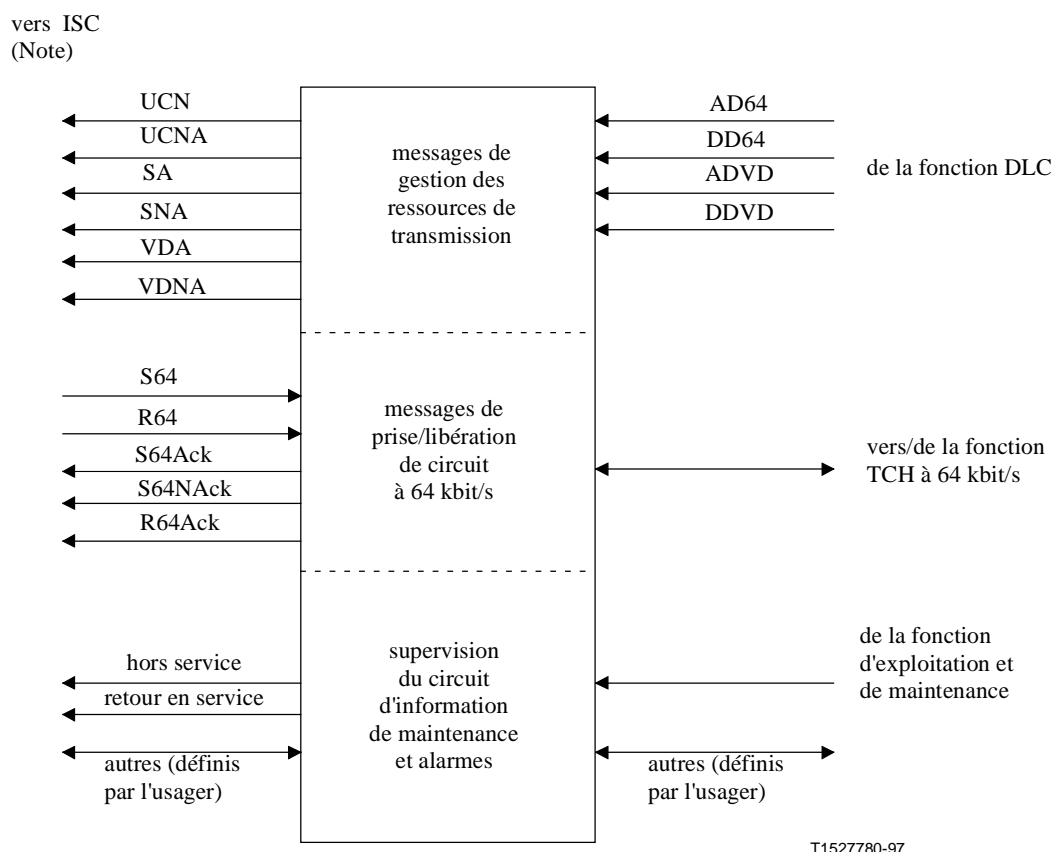 vers ISC
(Note)
UCN
UCNA
SA
SNA
VDA
VDNA
messages de
gestion des
ressources de
transmission
AD64
DD64
ADVD
DDVD
de la fonction DLC
S64
R64
S64Ack
S64NAck
R64Ack
messages de
prise/libération
de circuit
à 64 kbit/s
vers/de la fonction
TCH à 64 kbit/s
hors service
retour en service
autres (définis
par l'usager)
supervision
du circuit
d'information
de maintenance
et alarmes
de la fonction
d'exploitation et
de maintenance
autres (définis
par l'usager)
T1527780-97